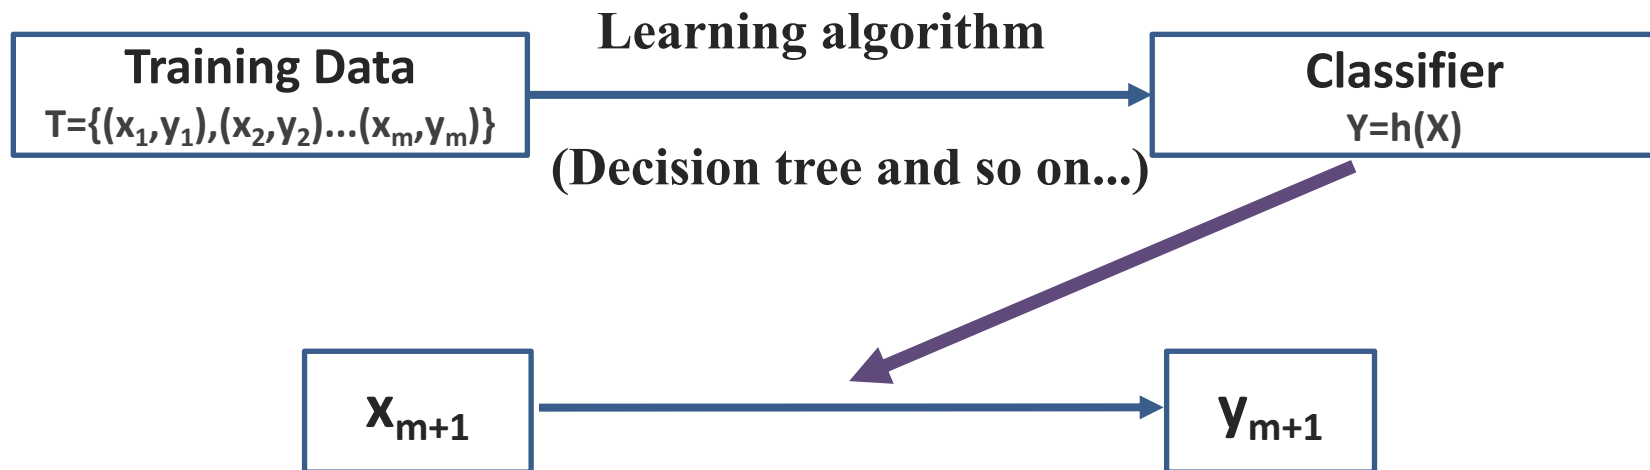 Learning algorithm
Training Data
T={(x₁,y₁),(x₂,y₂)...(xₘ,yₘ)}
Classifier
Y=h(X)
(Decision tree and so on...)
xₘ₊₁
yₘ₊₁